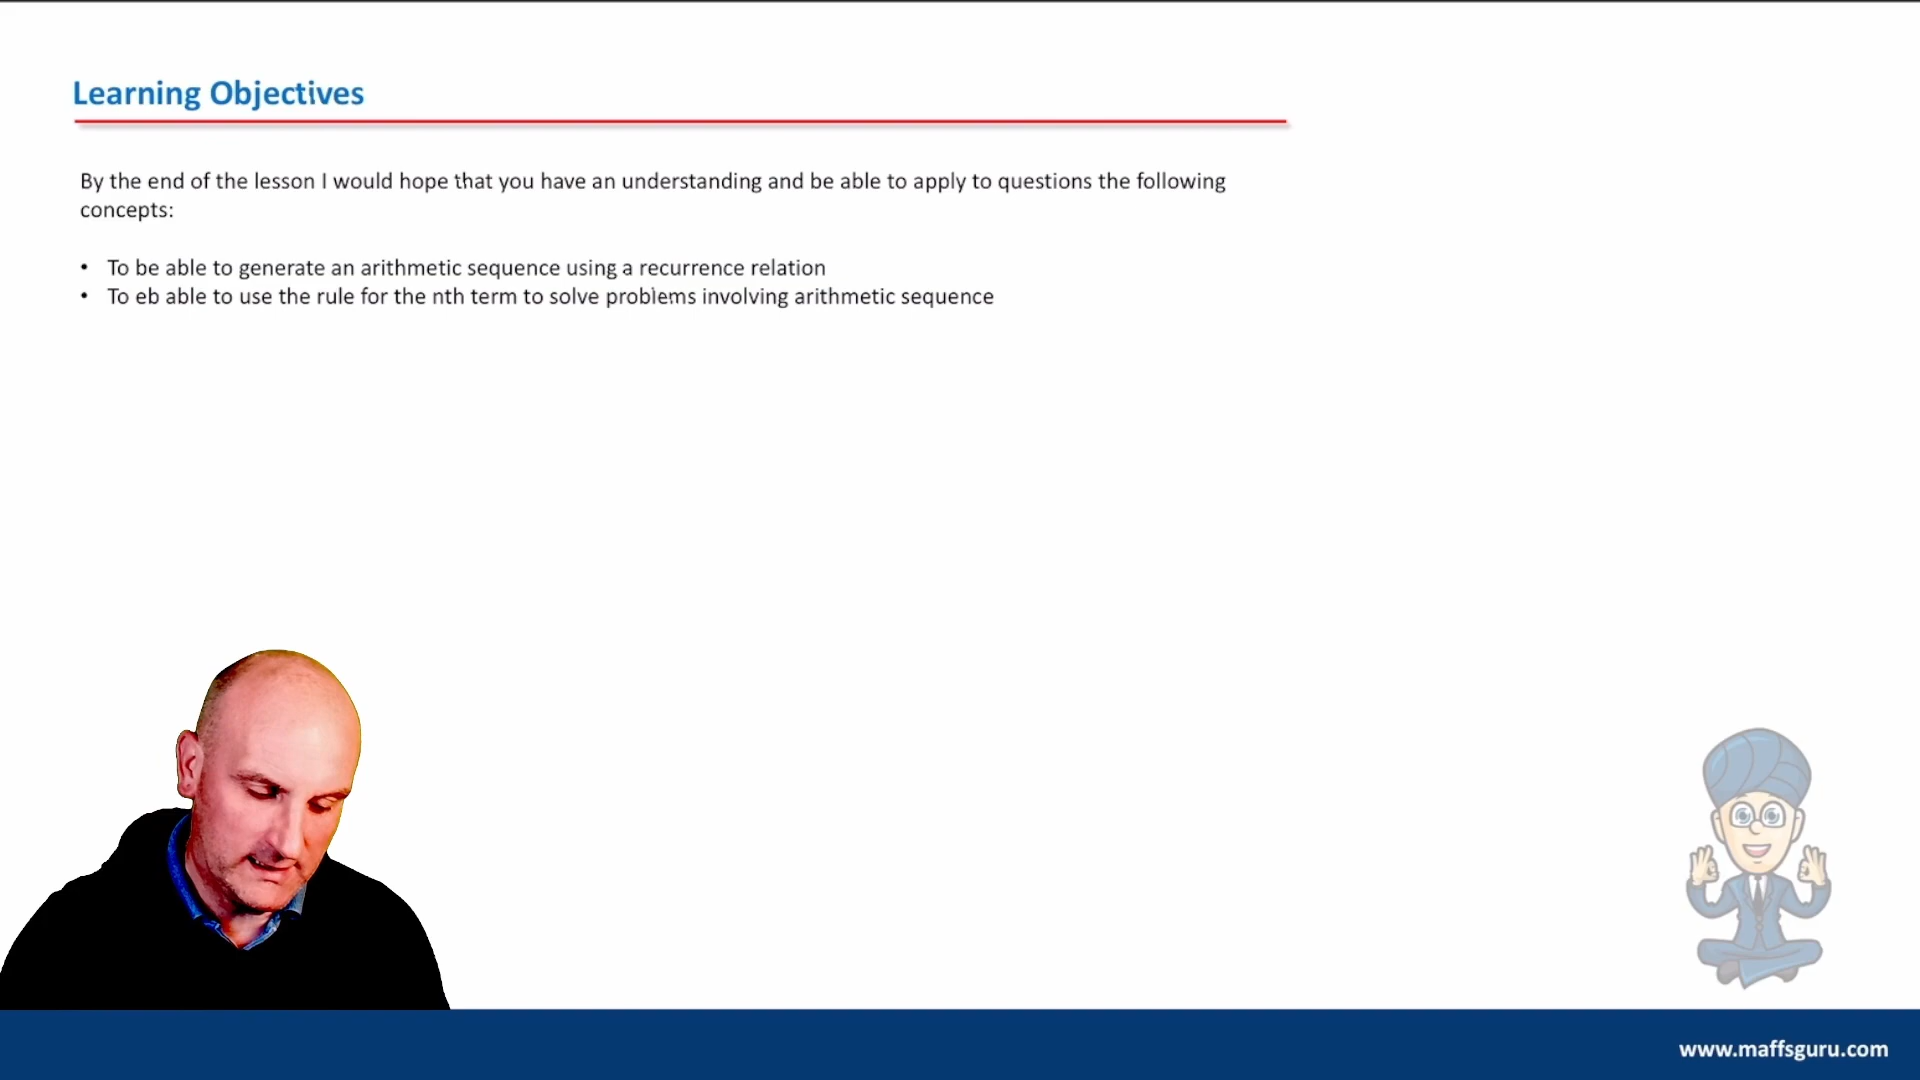 Learning Objectives
By the end of the lesson I would hope that you have an understanding and be able to apply to questions the following
concepts:
• To be able to generate an arithmetic sequence using a recurrence relation
• To eb able to use the rule for the nth term to solve problems involving arithmetic sequence
www.maffsguru.com